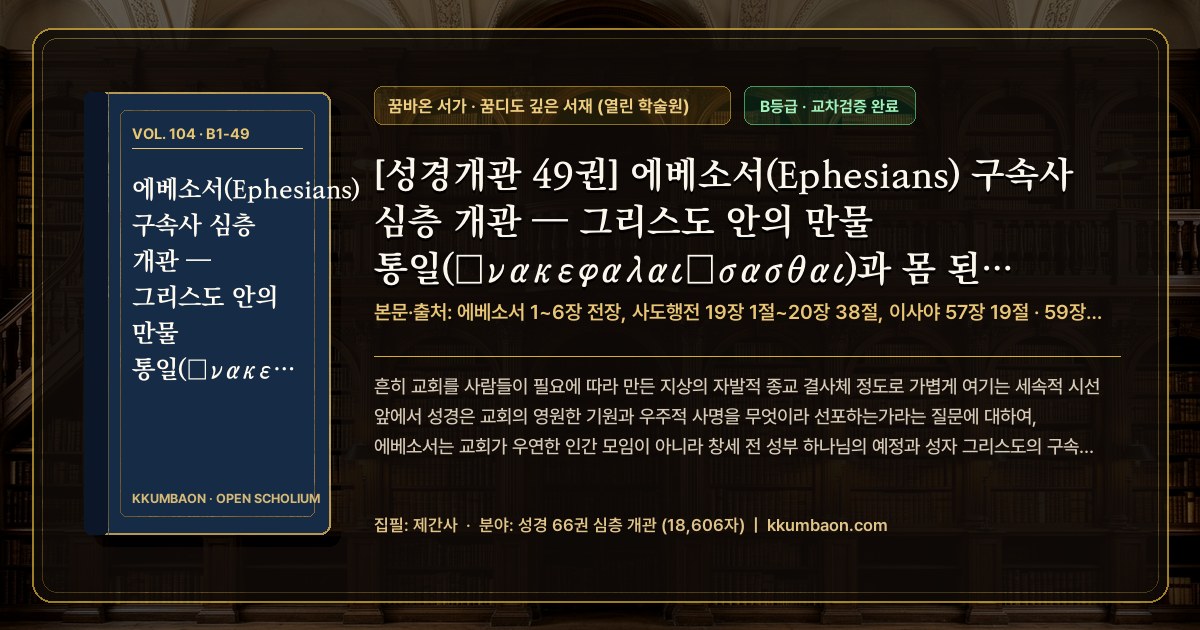 VOL. 104 · B1-49
에베소서(Ephesians)
구속사 심층
개관 —
그리스도 안의
만물
통일(□νακε…
KKUMBAON · OPEN SCHOLIUM
꿈바온 서가 · 꿈디도 깊은 서재 (열린 학술원)
B등급 · 교차검증 완료
[성경개관 49권] 에베소서(Ephesians) 구속사
심층 개관 — 그리스도 안의 만물
통일(□νακεφαλαι□σασθαι)과 몸 된…
본문·출처: 에베소서 1~6장 전장, 사도행전 19장 1절~20장 38절, 이사야 57장 19절 · 59장...
흔히 교회를 사람들이 필요에 따라 만든 지상의 자발적 종교 결사체 정도로 가볍게 여기는 세속적 시선
앞에서 성경은 교회의 영원한 기원과 우주적 사명을 무엇이라 선포하는가라는 질문에 대하여,
에베소서는 교회가 우연한 인간 모임이 아니라 창세 전 성부 하나님의 예정과 성자 그리스도의 구속...
집필: 제간사 · 분야: 성경 66권 심층 개관 (18,606자) | kkumbaon.com